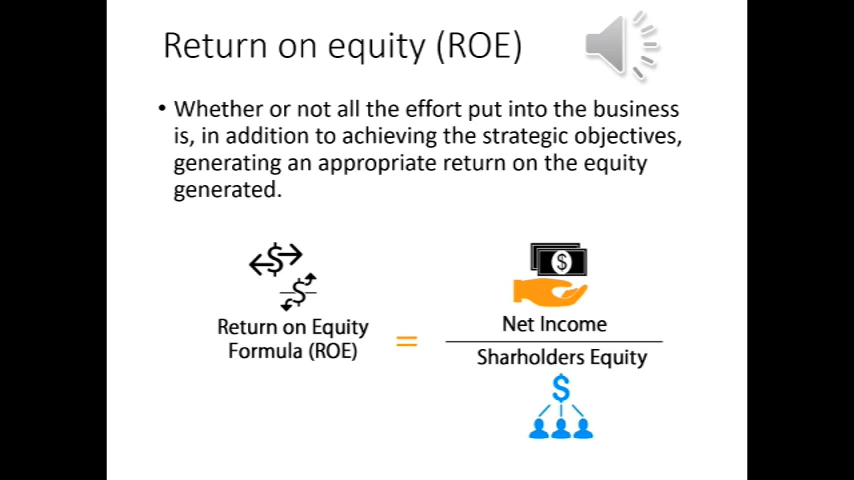 Return on equity (ROE)
• Whether or not all the effort put into the business
is, in addition to achieving the strategic objectives,
generating an appropriate return on the equity
generated.
$
$
$
Return on Equity
Formula (ROE)
=
Net Income
Sharholders Equity
$